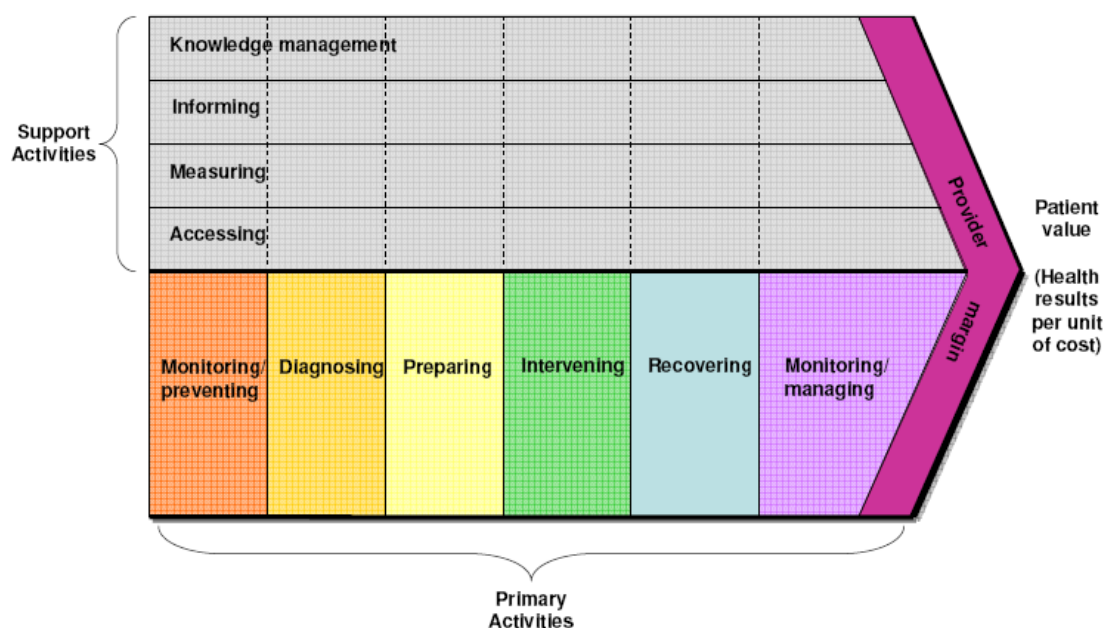 Knowledge management
Informing
Support
Activities
Measuring
Accessing
Provider
margin
Patient
value
(Health
results
per unit
of cost)
Monitoring/
preventing
Diagnosing
Preparing
Intervening
Recovering
Monitoring/
managing
Primary
Activities